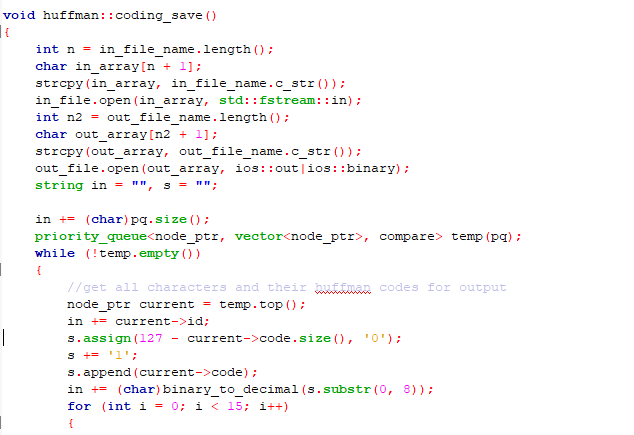 void huffman::coding_save()
{
    int n = in_file_name.length();
    char in_array[n + 1];
    strcpy(in_array, in_file_name.c_str());
    in_file.open(in_array, std::fstream::in);
    int n2 = out_file_name.length();
    char out_array[n2 + 1];
    strcpy(out_array, out_file_name.c_str());
    out_file.open(out_array, ios::out|ios::binary);
    string in = "", s = "";

    in += (char)pq.size();
    priority_queue<node_ptr, vector<node_ptr>, compare> temp(pq);
    while (!temp.empty())
    {
        //get all characters and their huffman codes for output
        node_ptr current = temp.top();
        in += current->id;
        s.assign(127 - current->code.size(), '0');
        s += '1';
        s.append(current->code);
        in += (char)binary_to_decimal(s.substr(0, 8));
        for (int i = 0; i < 15; i++)
        {